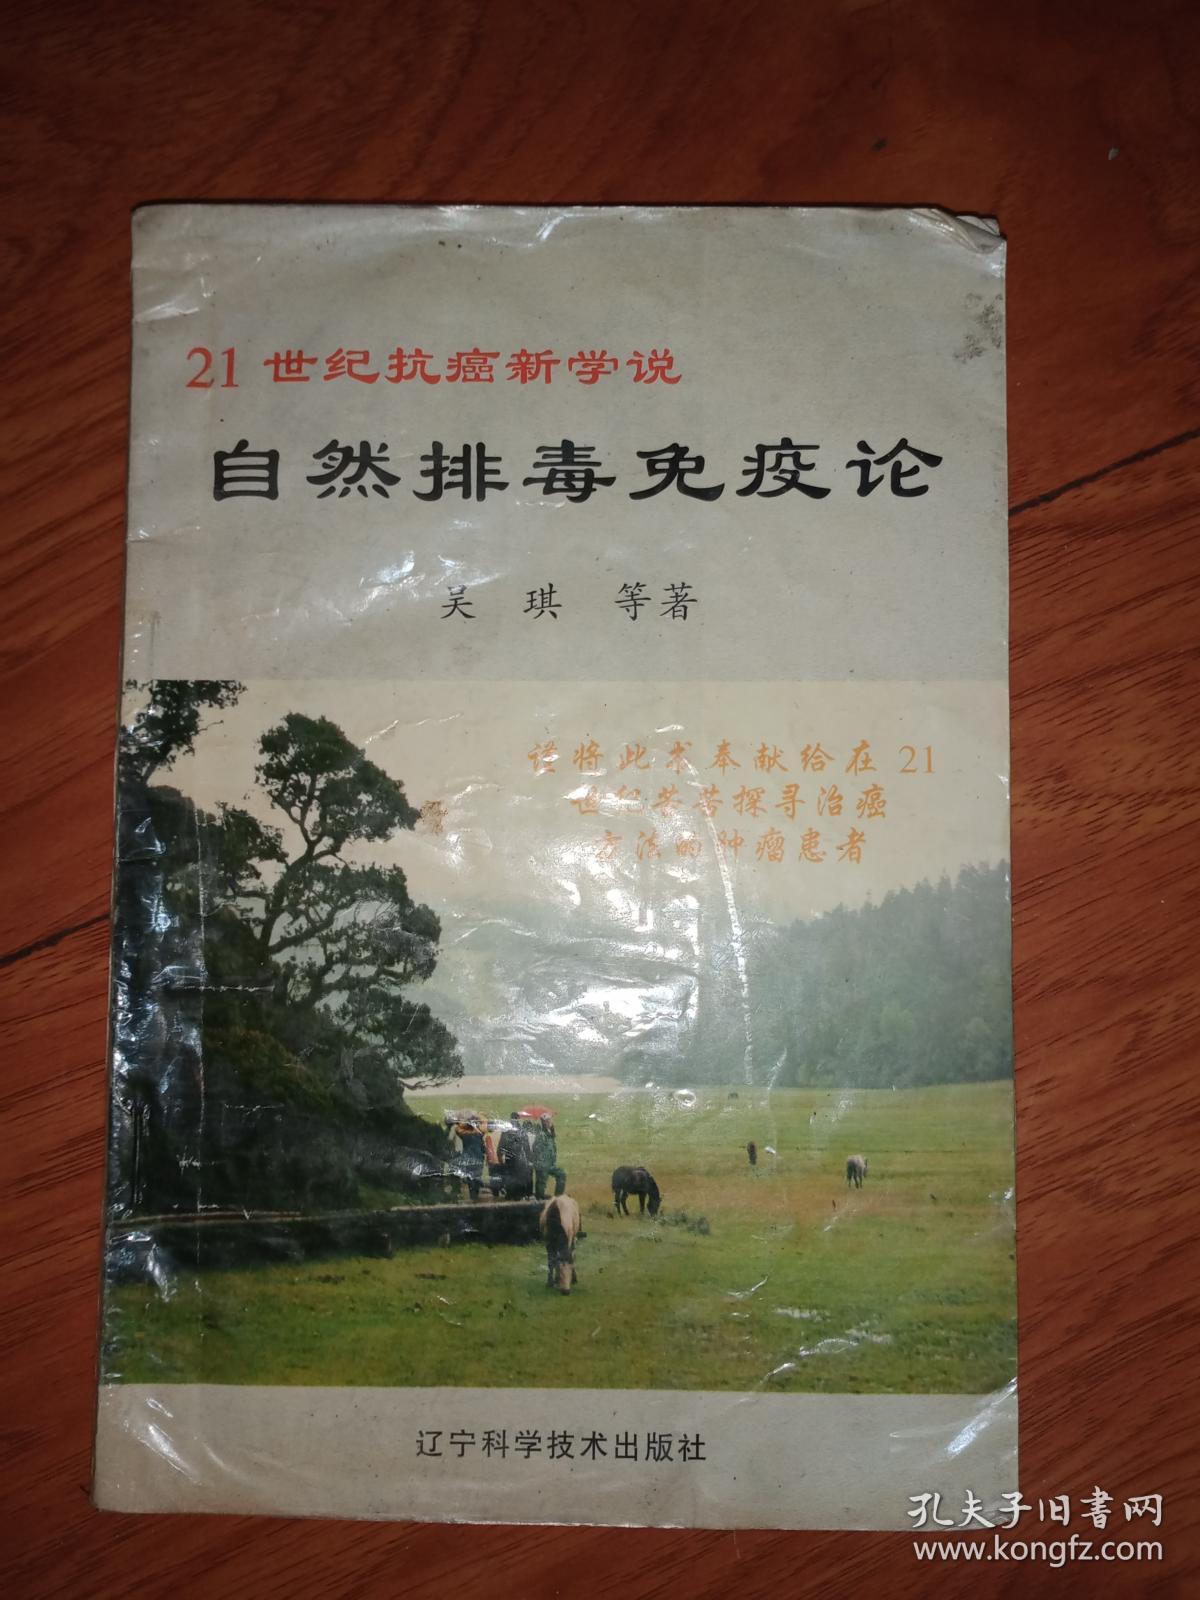 21 世纪抗癌新学说
自然排毒免疫论
吴 琪 等著
谨将此术奉献给在 21
世纪苦苦探寻治癌
方法的肿瘤患者
辽宁科学技术出版社
孔夫子旧書网
www.kongfz.com